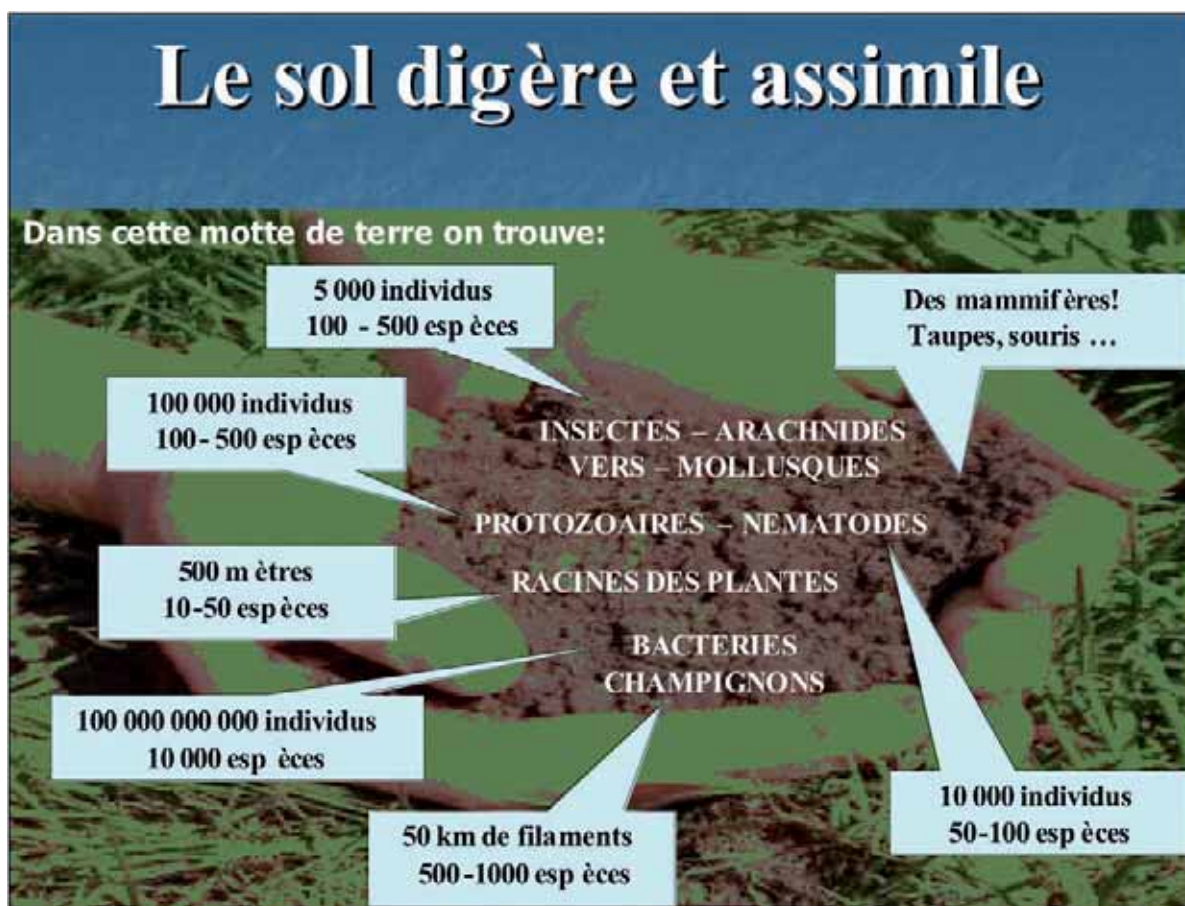 Le sol digère et assimile
Dans cette motte de terre on trouve:
5 000 individus
100 - 500 esp èces
Des mammifères!
Taupes, souris …
100 000 individus
100-500 esp èces
INSECTES – ARACHNIDES
VERS – MOLLUSQUES
PROTOZOAIRES – NEMATODES
500 m ètres
10-50 esp èces
RACINES DES PLANTES
BACTERIES
CHAMPIGNONS
100 000 000 000 individus
10 000 esp èces
50 km de filaments
500-1000 esp èces
10 000 individus
50-100 esp èces